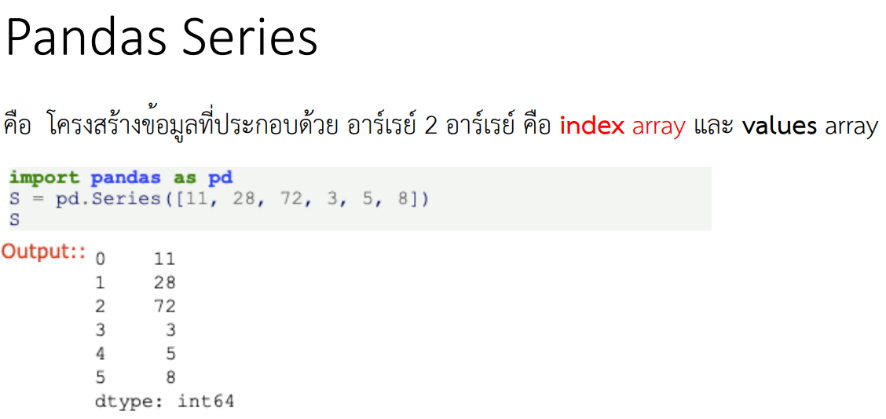 Pandas Series
คือ โครงสร้างข้อมูลที่ประกอบด้วย อาร์เรย์ 2 อาร์เรย์ คือ index array และ values array
import pandas as pd
S = pd.Series([11, 28, 72, 3, 5, 8])
S
Output::
0 11
1 28
2 72
3 3
4 5
5 8
dtype: int64